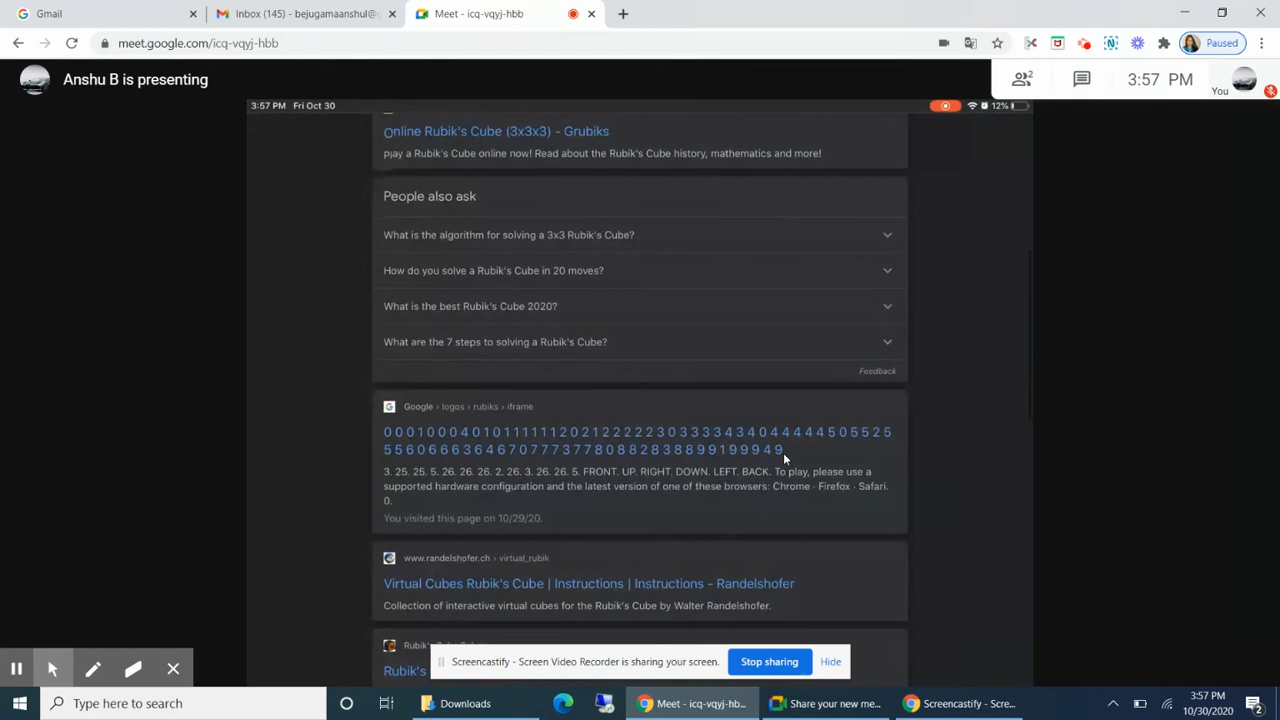 Gmail
Inbox (145) - bejugamaanshul@
Meet - icq-vqyj-hbb
meet.google.com/icq-vqyj-hbb
Paused
Anshu B is presenting
2
3:57 PM
You
3:57 PM Fri Oct 30
12%
Online Rubik's Cube (3x3x3) - Grubiks
play a Rubik's Cube online now! Read about the Rubik's Cube history, mathematics and more!
People also ask
What is the algorithm for solving a 3x3 Rubik's Cube?
How do you solve a Rubik's Cube in 20 moves?
What is the best Rubik's Cube 2020?
What are the 7 steps to solving a Rubik's Cube?
Feedback
Google › logos › rubiks › iframe
0 0 0 1 0 0 0 4 0 1 0 1 1 1 1 1 1 2 0 2 1 2 2 2 2 2 3 0 3 3 3 3 4 3 4 0 4 4 4 4 4 5 0 5 5 2 5
5 5 6 0 6 6 6 3 6 4 6 7 0 7 7 7 3 7 7 8 0 8 8 2 8 3 8 8 9 9 1 9 9 9 4 9
3. 25. 25. 5. 26. 26. 26. 2. 26. 3. 26. 26. 5. FRONT. UP. RIGHT. DOWN. LEFT. BACK. To play, please use a
supported hardware configuration and the latest version of one of these browsers: Chrome · Firefox · Safari.
0.
You visited this page on 10/29/20.
www.randelshofer.ch › virtual_rubik
Virtual Cubes Rubik's Cube | Instructions | Instructions - Randelshofer
Collection of interactive virtual cubes for the Rubik's Cube by Walter Randelshofer.
Rubik's
Rubik's
Screencastify - Screen Video Recorder is sharing your screen.
Stop sharing
Hide
Type here to search
Downloads
Meet - icq-vqyj-hb...
Share your new me...
Screencastify - Scre...
3:57 PM
10/30/2020
2